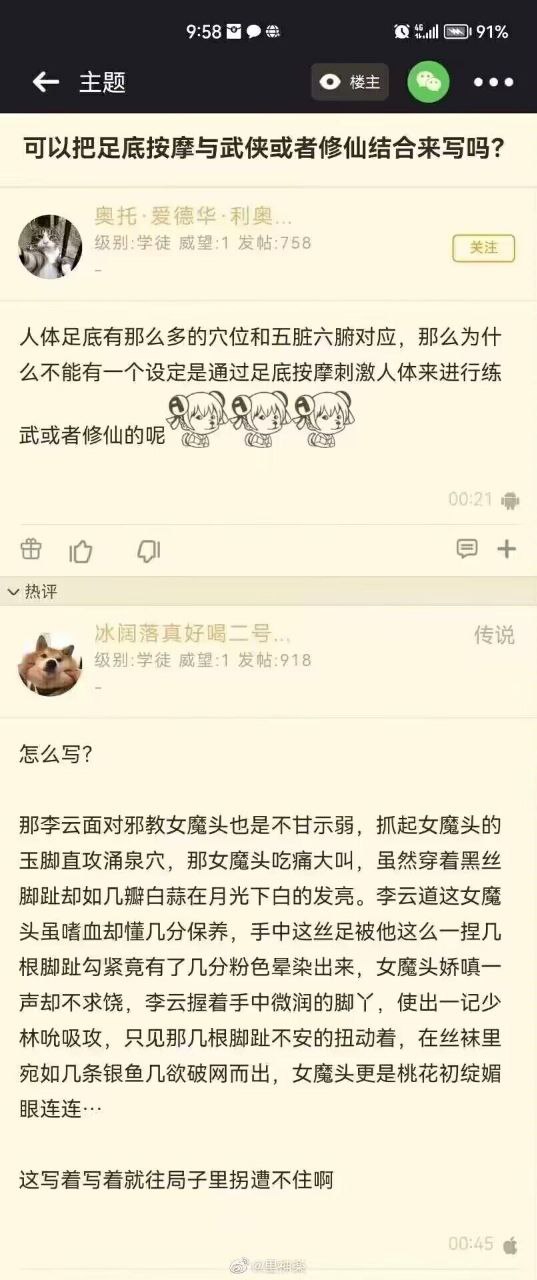 9:58
4G
91%
主题
楼主
可以把足底按摩与武侠或者修仙结合来写吗？
奥托·爱德华·利奥...
级别:学徒 威望:1 发帖:758
关注
人体足底有那么多的穴位和五脏六腑对应，那么为什
么不能有一个设定是通过足底按摩刺激人体来进行练
武或者修仙的呢
00:21
热评
冰阔落真好喝二号...
传说
级别:学徒 威望:1 发帖:918
怎么写？
那李云面对邪教女魔头也是不甘示弱，抓起女魔头的
玉脚直攻涌泉穴，那女魔头吃痛大叫，虽然穿着黑丝
脚趾却如几瓣白蒜在月光下白的发亮。李云道这女魔
头虽嗜血却懂几分保养，手中这丝足被他这么一捏几
根脚趾勾紧竟有了几分粉色晕染出来，女魔头娇嗔一
声却不求饶，李云握着手中微润的脚丫，使出一记少
林吮吸攻，只见那几根脚趾不安的扭动着，在丝袜里
宛如几条银鱼几欲破网而出，女魔头更是桃花初绽媚
眼连连…
这写着写着就往局子里拐遭不住啊
00:45